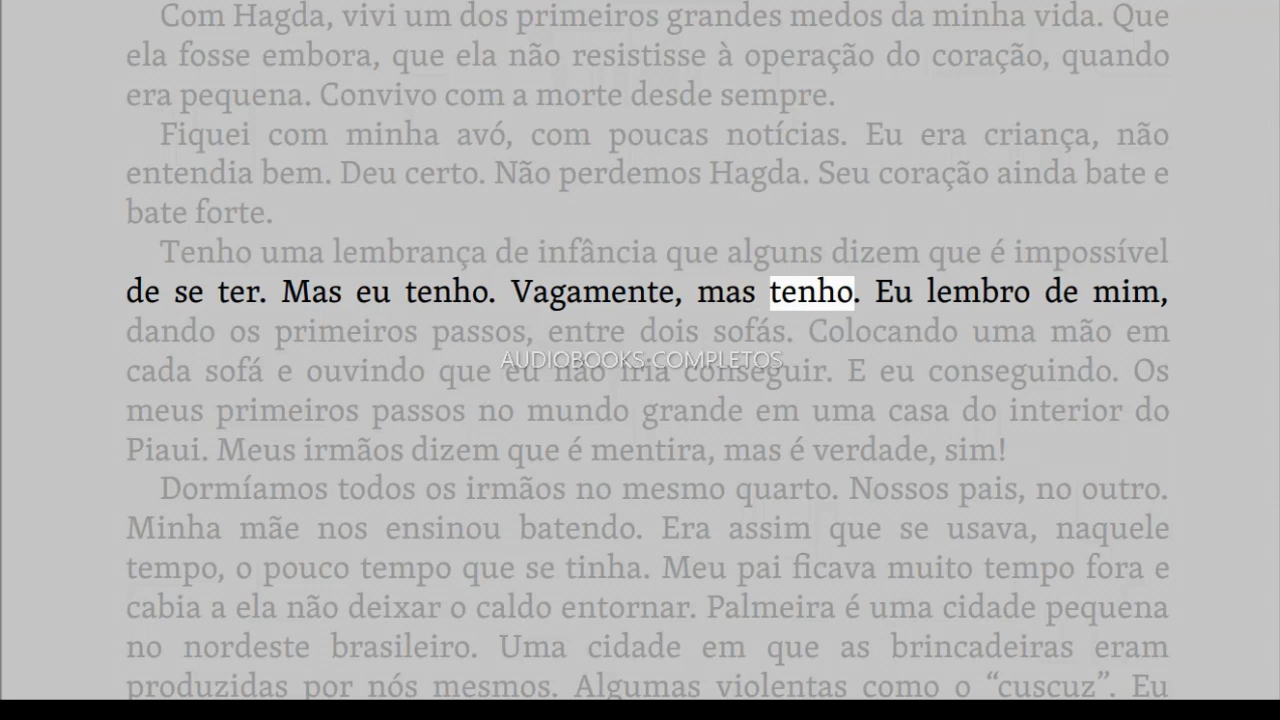 Com Hagda, vivi um dos primeiros grandes medos da minha vida. Que
ela fosse embora, que ela não resistisse à operação do coração, quando
era pequena. Convivo com a morte desde sempre.
Fiquei com minha avó, com poucas notícias. Eu era criança, não
entendia bem. Deu certo. Não perdemos Hagda. Seu coração ainda bate e
bate forte.
Tenho uma lembrança de infância que alguns dizem que é impossível
de se ter. Mas eu tenho. Vagamente, mas tenho. Eu lembro de mim,
dando os primeiros passos, entre dois sofás. Colocando uma mão em
AUDIOBOOKS COMPLETOS
cada sofá e ouvindo que eu não iria conseguir. E eu conseguindo. Os
meus primeiros passos no mundo grande em uma casa do interior do
Piaui. Meus irmãos dizem que é mentira, mas é verdade, sim!
Dormíamos todos os irmãos no mesmo quarto. Nossos pais, no outro.
Minha mãe nos ensinou batendo. Era assim que se usava, naquele
tempo, o pouco tempo que se tinha. Meu pai ficava muito tempo fora e
cabia a ela não deixar o caldo entornar. Palmeira é uma cidade pequena
no nordeste brasileiro. Uma cidade em que as brincadeiras eram
produzidas por nós mesmos. Algumas violentas como o “cuscuz”. Eu